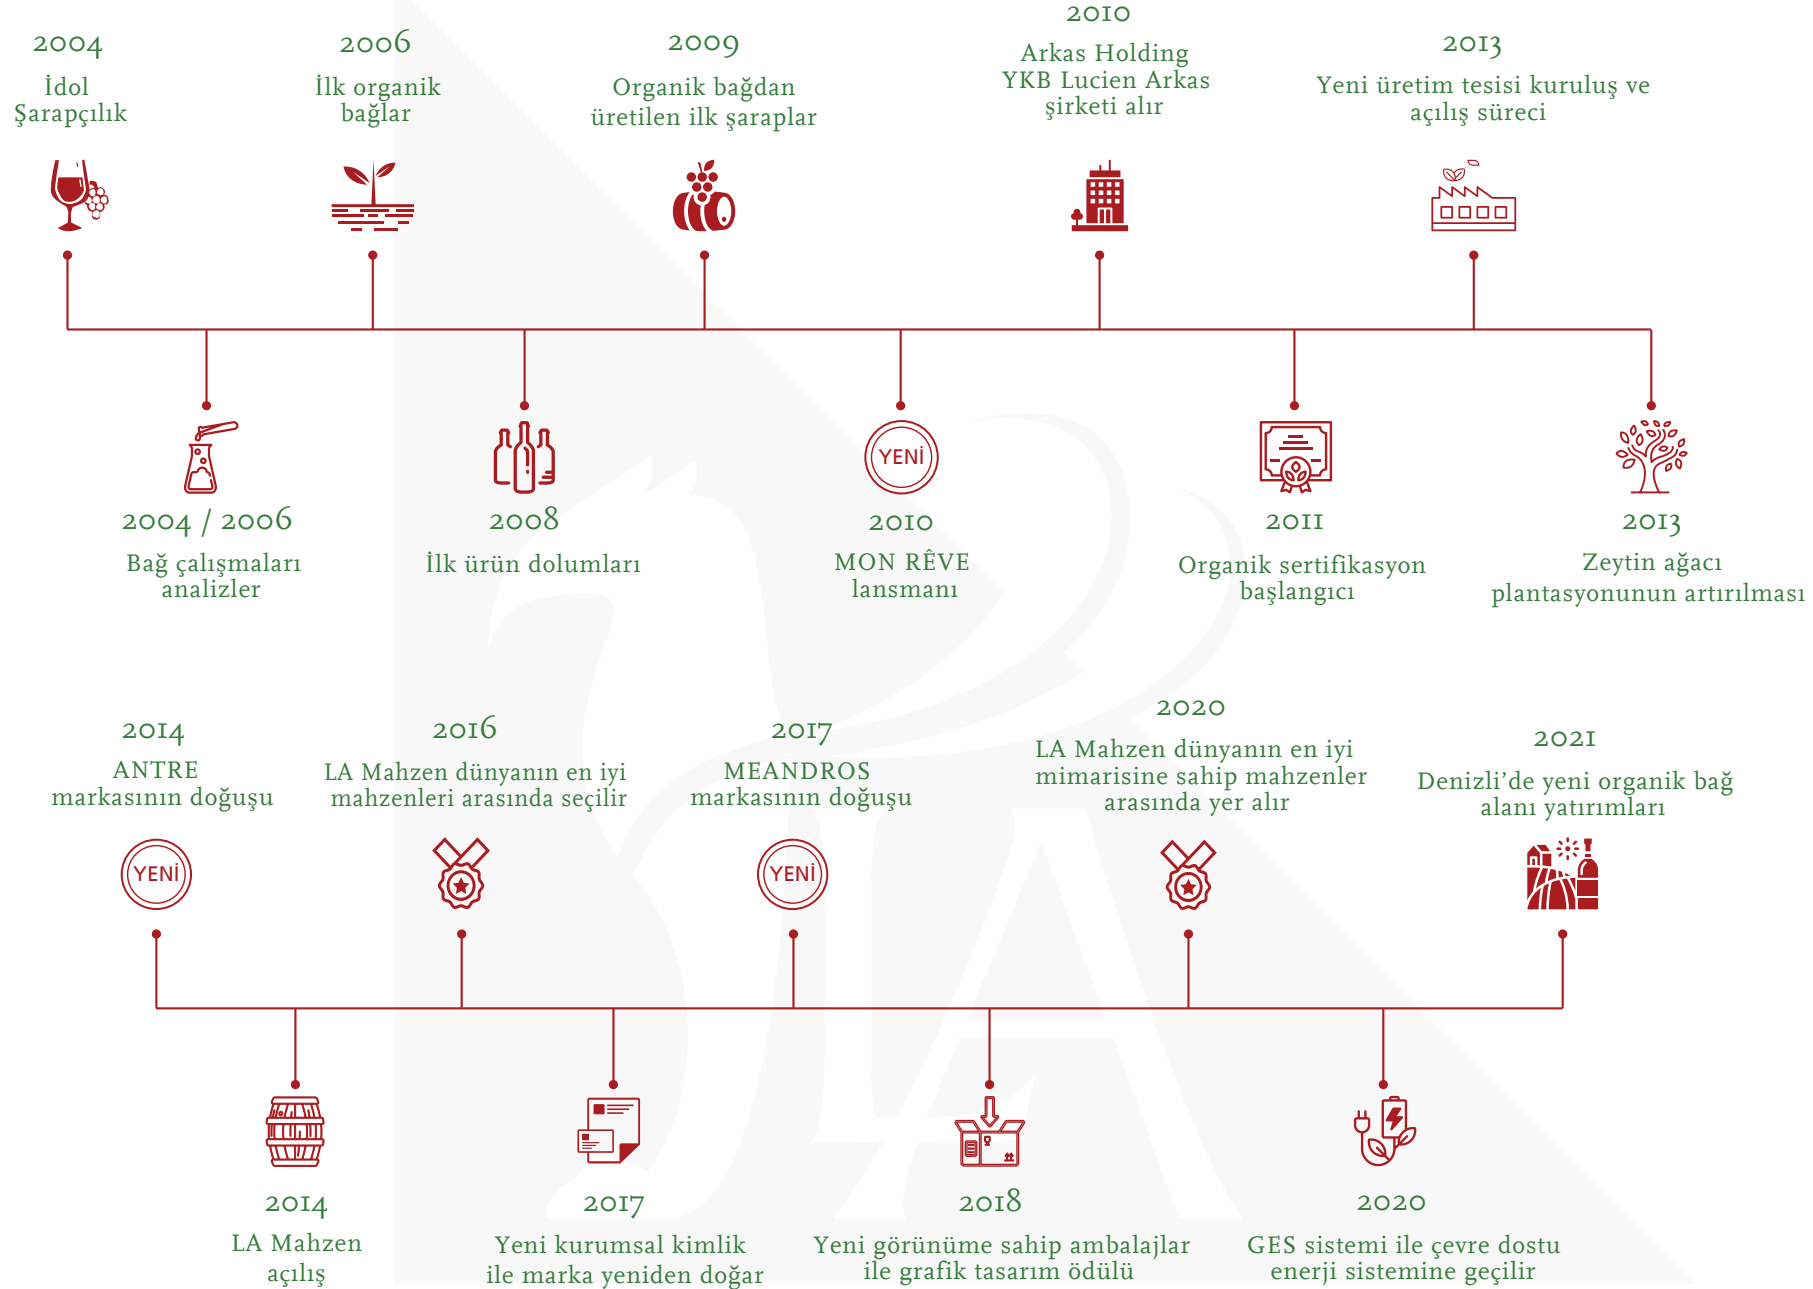 2004
İdol
Şarapçılık
2004 / 2006
Bağ çalışmaları
analizler
2006
İlk organik
bağlar
2008
İlk ürün dolumları
2009
Organik bağdan
üretilen ilk şaraplar
YENİ
2010
MON RÊVE
lansmanı
2010
Arkas Holding
YKB Lucien Arkas
şirketi alır
2011
Organik sertifikasyon
başlangıcı
2013
Yeni üretim tesisi kuruluş ve
açılış süreci
2013
Zeytin ağacı
plantasyonunun artırılması
2014
ANTRE
markasının doğuşu
YENİ
2014
LA Mahzen
açılış
2016
LA Mahzen dünyanın en iyi
mahzenleri arasında seçilir
2017
Yeni kurumsal kimlik
ile marka yeniden doğar
2017
MEANDROS
markasının doğuşu
YENİ
2018
Yeni görünüme sahip ambalajlar
ile grafik tasarım ödülü
2020
LA Mahzen dünyanın en iyi
mimarisine sahip mahzenler
arasında yer alır
2020
GES sistemi ile çevre dostu
enerji sistemine geçilir
2021
Denizli’de yeni organik bağ
alanı yatırımları
LA